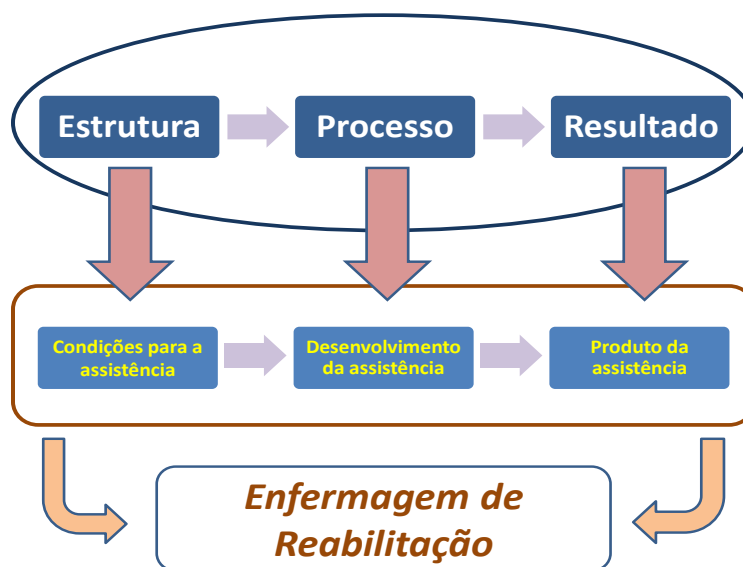 Estrutura
Processo
Resultado
Condições para a
assistência
Desenvolvimento
da assistência
Produto da
assistência
Enfermagem de
Reabilitação